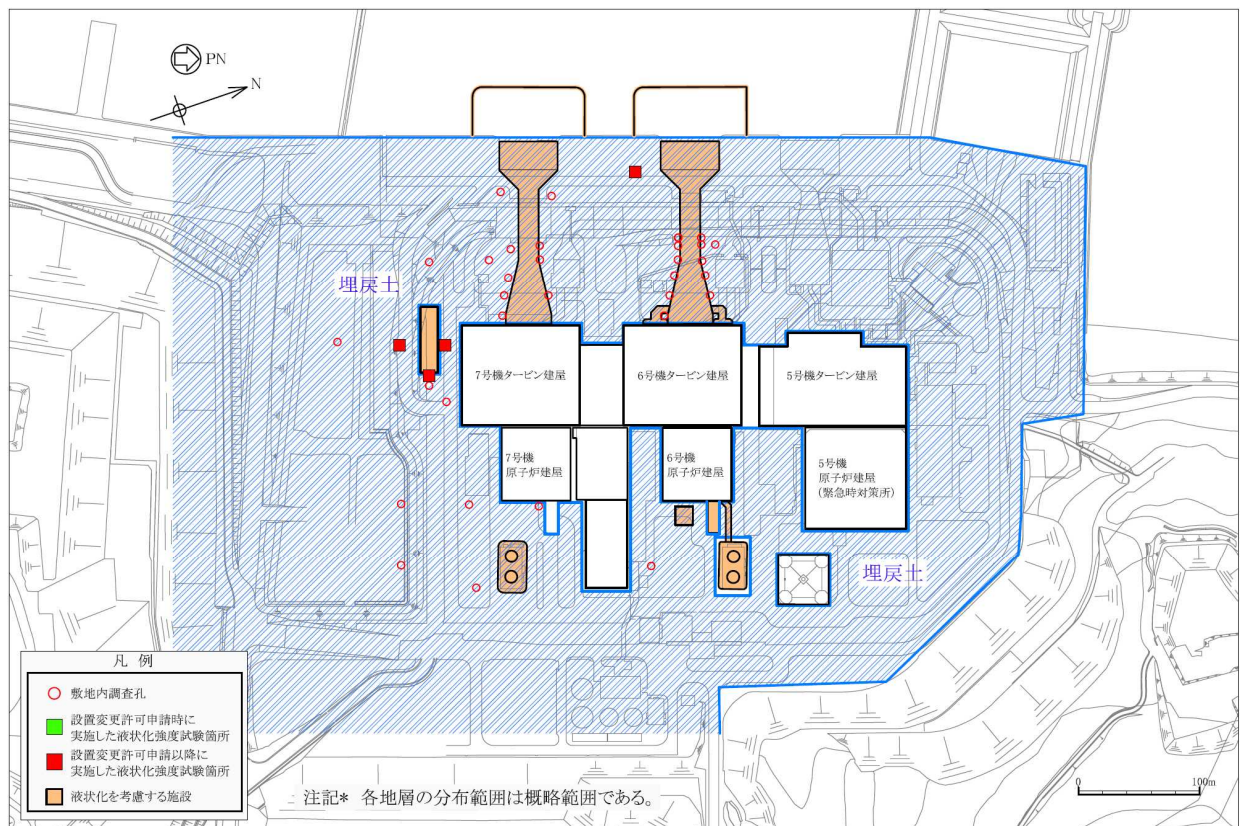 PN
N
埋戻土
7号機タービン建屋
6号機タービン建屋
5号機タービン建屋
7号機
原子炉建屋
6号機
原子炉建屋
5号機
原子炉建屋
(緊急時対策所)
埋戻土
凡 例
敷地内調査孔
設置変更許可申請時に
実施した液状化強度試験箇所
設置変更許可申請以降に
実施した液状化強度試験箇所
液状化を考慮する施設
注記* 各地層の分布範囲は概略範囲である。
0 100m